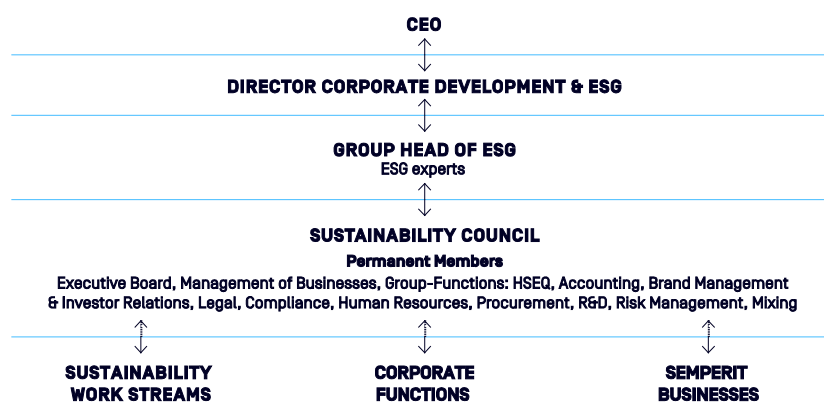 CEO
DIRECTOR CORPORATE DEVELOPMENT & ESG
GROUP HEAD OF ESG
ESG experts
SUSTAINABILITY COUNCIL
Permanent Members
Executive Board, Management of Businesses, Group-Functions: HSEQ, Accounting, Brand Management
& Investor Relations, Legal, Compliance, Human Resources, Procurement, R&D, Risk Management, Mixing
SUSTAINABILITY
WORK STREAMS
CORPORATE
FUNCTIONS
SEMPERIT
BUSINESSES